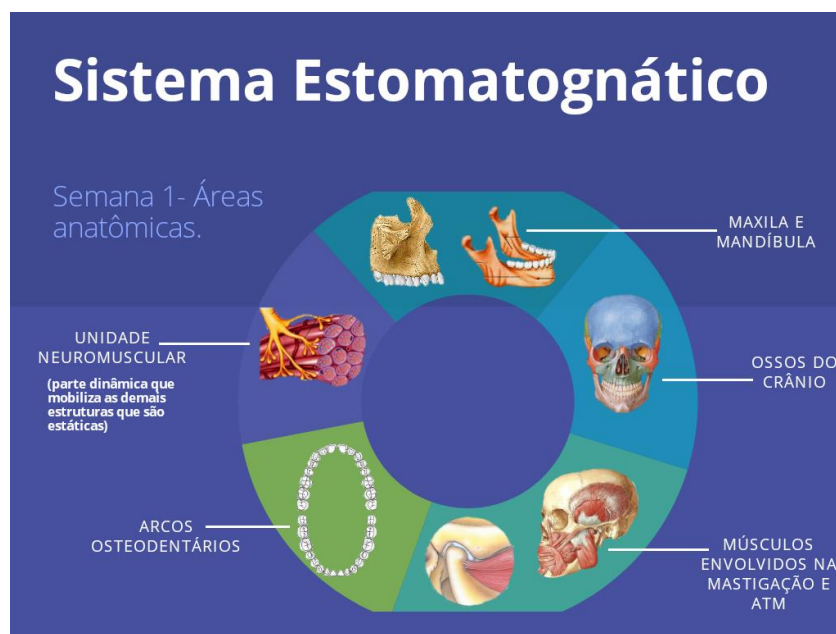 Sistema Estomatognático
Semana 1- Áreas
anatômicas.
MAXILA E
MANDÍBULA
OSSOS DO
CRÂNIO
MÚSCULOS
ENVOLVIDOS NA
MASTIGAÇÃO E
ATM
ARCOS
OSTEODENTÁRIOS
UNIDADE
NEUROMUSCULAR
(parte dinâmica que
mobiliza as demais
estruturas que são
estáticas)